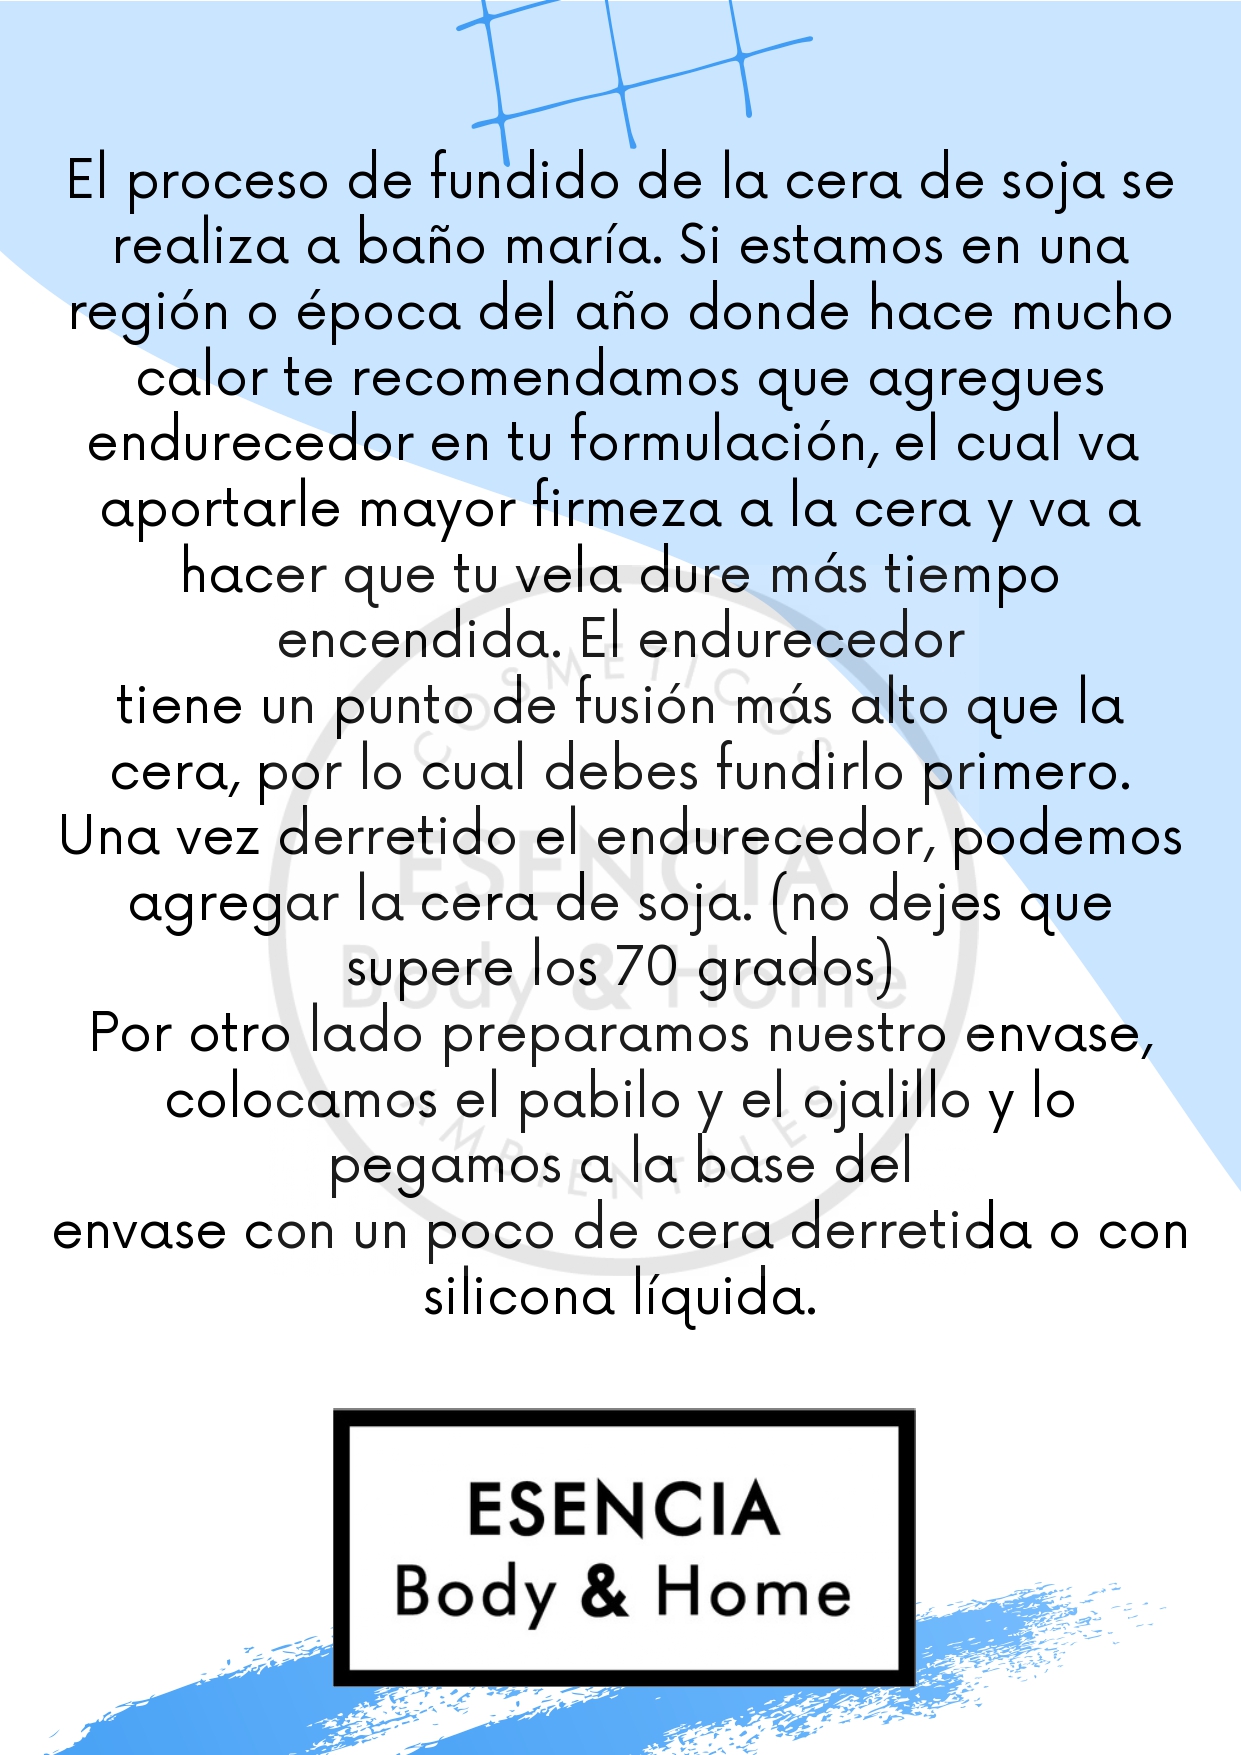 El proceso de fundido de la cera de soja se
realiza a baño maría. Si estamos en una
región o época del año donde hace mucho
calor te recomendamos que agregues
endurecedor en tu formulación, el cual va
aportarle mayor firmeza a la cera y va a
hacer que tu vela dure más tiempo
encendida. El endurecedor
tiene un punto de fusión más alto que la
cera, por lo cual debes fundirlo primero.
Una vez derretido el endurecedor, podemos
agregar la cera de soja. (no dejes que
supere los 70 grados)
Por otro lado preparamos nuestro envase,
colocamos el pabilo y el ojalillo y lo
pegamos a la base del
envase con un poco de cera derretida o con
silicona líquida.
COSMETICOS
ESENCIA
Body & Home
AMBIENTALES
ESENCIA
Body & Home